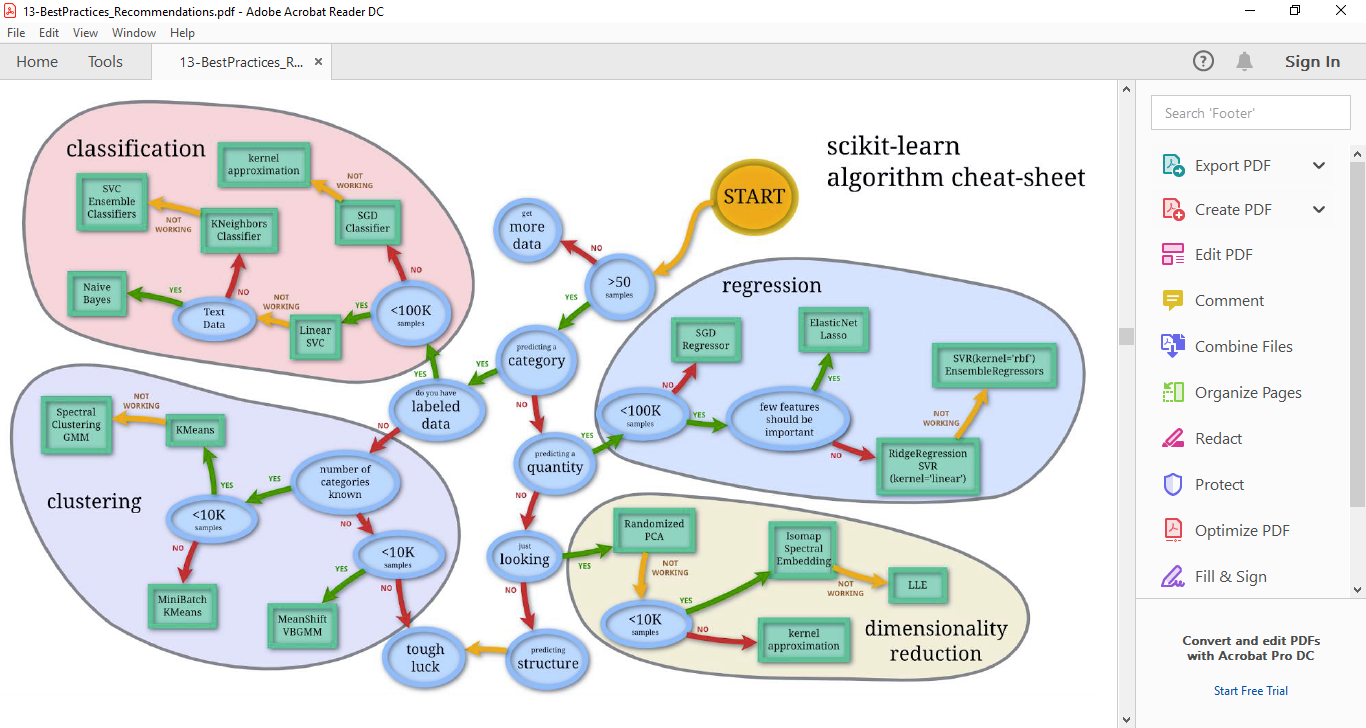 13-BestPractices_Recommendations.pdf - Adobe Acrobat Reader DC
File Edit View Window Help
Home Tools 13-BestPractices_R... × ? Sign In
scikit-learn
algorithm cheat-sheet
START
get
more
data
NO
>50
samples
YES
predicting a
category
YES
NO
do you have
labeled
data
YES
NO
predicting a
quantity
YES
NO
just
looking
YES
NO
predicting
structure
tough
luck
classification
kernel
approximation
NOT
WORKING
SVC
Ensemble
Classifiers
NOT
WORKING
KNeighbors
Classifier
SGD
Classifier
NO
NO
Naive
Bayes
YES
Text
Data
NOT
WORKING
Linear
SVC
YES
<100K
samples
regression
SGD
Regressor
ElasticNet
Lasso
SVR(kernel='rbf')
EnsembleRegressors
<100K
samples
NO
YES
few features
should be
important
YES
NO
NOT
WORKING
RidgeRegression
SVR
(kernel='linear')
clustering
Spectral
Clustering
GMM
NOT
WORKING
KMeans
YES
<10K
samples
YES
number of
categories
known
NO
NO
MiniBatch
KMeans
<10K
samples
YES
NO
MeanShift
VBGMM
dimensionality
reduction
Randomized
PCA
NOT
WORKING
<10K
samples
YES
NO
Isomap
Spectral
Embedding
NOT
WORKING
LLE
kernel
approximation
Search 'Footer'
Export PDF
Create PDF
Edit PDF
Comment
Combine Files
Organize Pages
Redact
Protect
Optimize PDF
Fill & Sign
Convert and edit PDFs
with Acrobat Pro DC
Start Free Trial